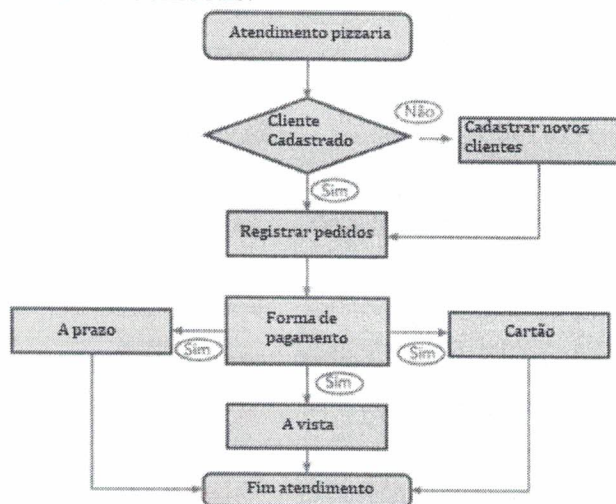 Atendimento pizzaria
Não
Cliente
Cadastrado
Cadastrar novos
clientes
Sim
Registrar pedidos
A prazo
Forma de
pagamento
Cartão
Sim
Sim
Sim
A vista
Fim atendimento